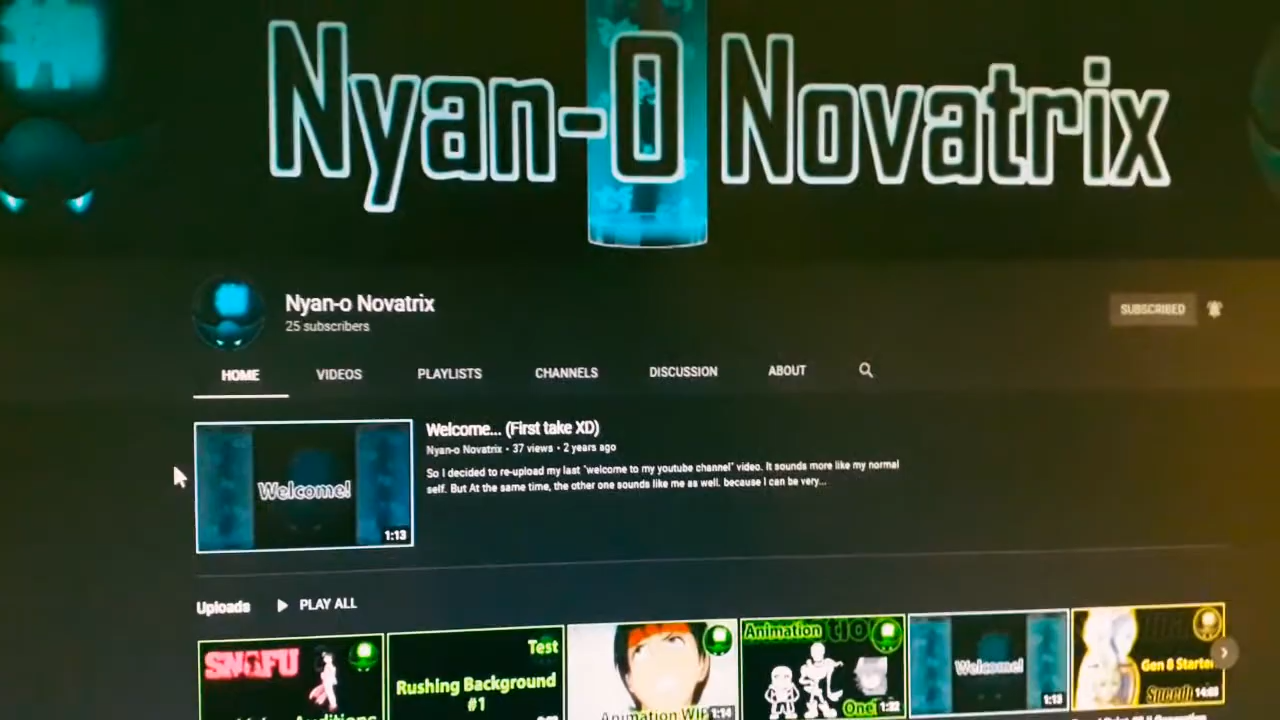 Nyan-O Novatrix
Nyan-o Novatrix
25 subscribers
SUBSCRIBED
HOME
VIDEOS
PLAYLISTS
CHANNELS
DISCUSSION
ABOUT
Welcome... (First take XD)
Nyan-o Novatrix • 37 views • 2 years ago
So I decided to re-upload my last "welcome to my youtube channel" video. It sounds more like my normal
self. But At the same time, the other one sounds like me as well. because I can be very...
Welcome!
1:13
Uploads
PLAY ALL
SNAFU
Auditions
Test
Rushing Background
#1
Animation WIP
1:14
Animation
One
1:22
Welcome!
1:13
Gen 8 Starter
14:03